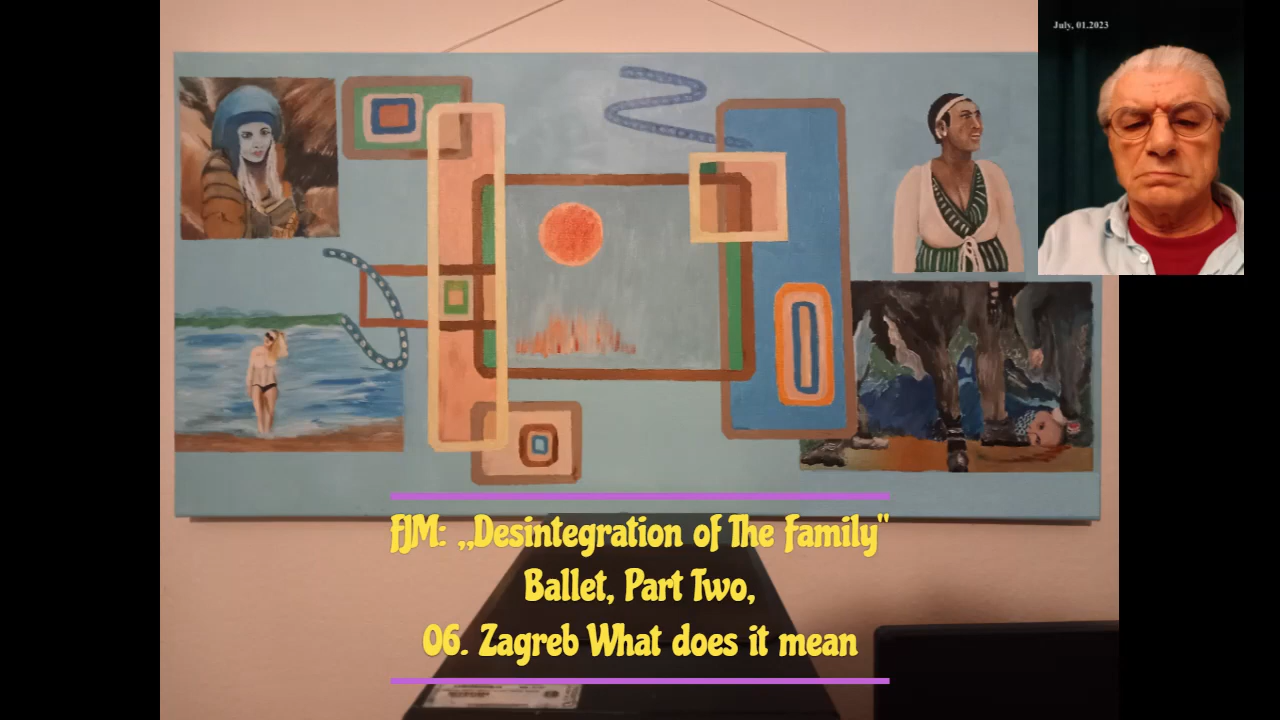 July, 01.2023
FJM: „Desintegration of The Family"
Ballet, Part Two,
06. Zagreb What does it mean